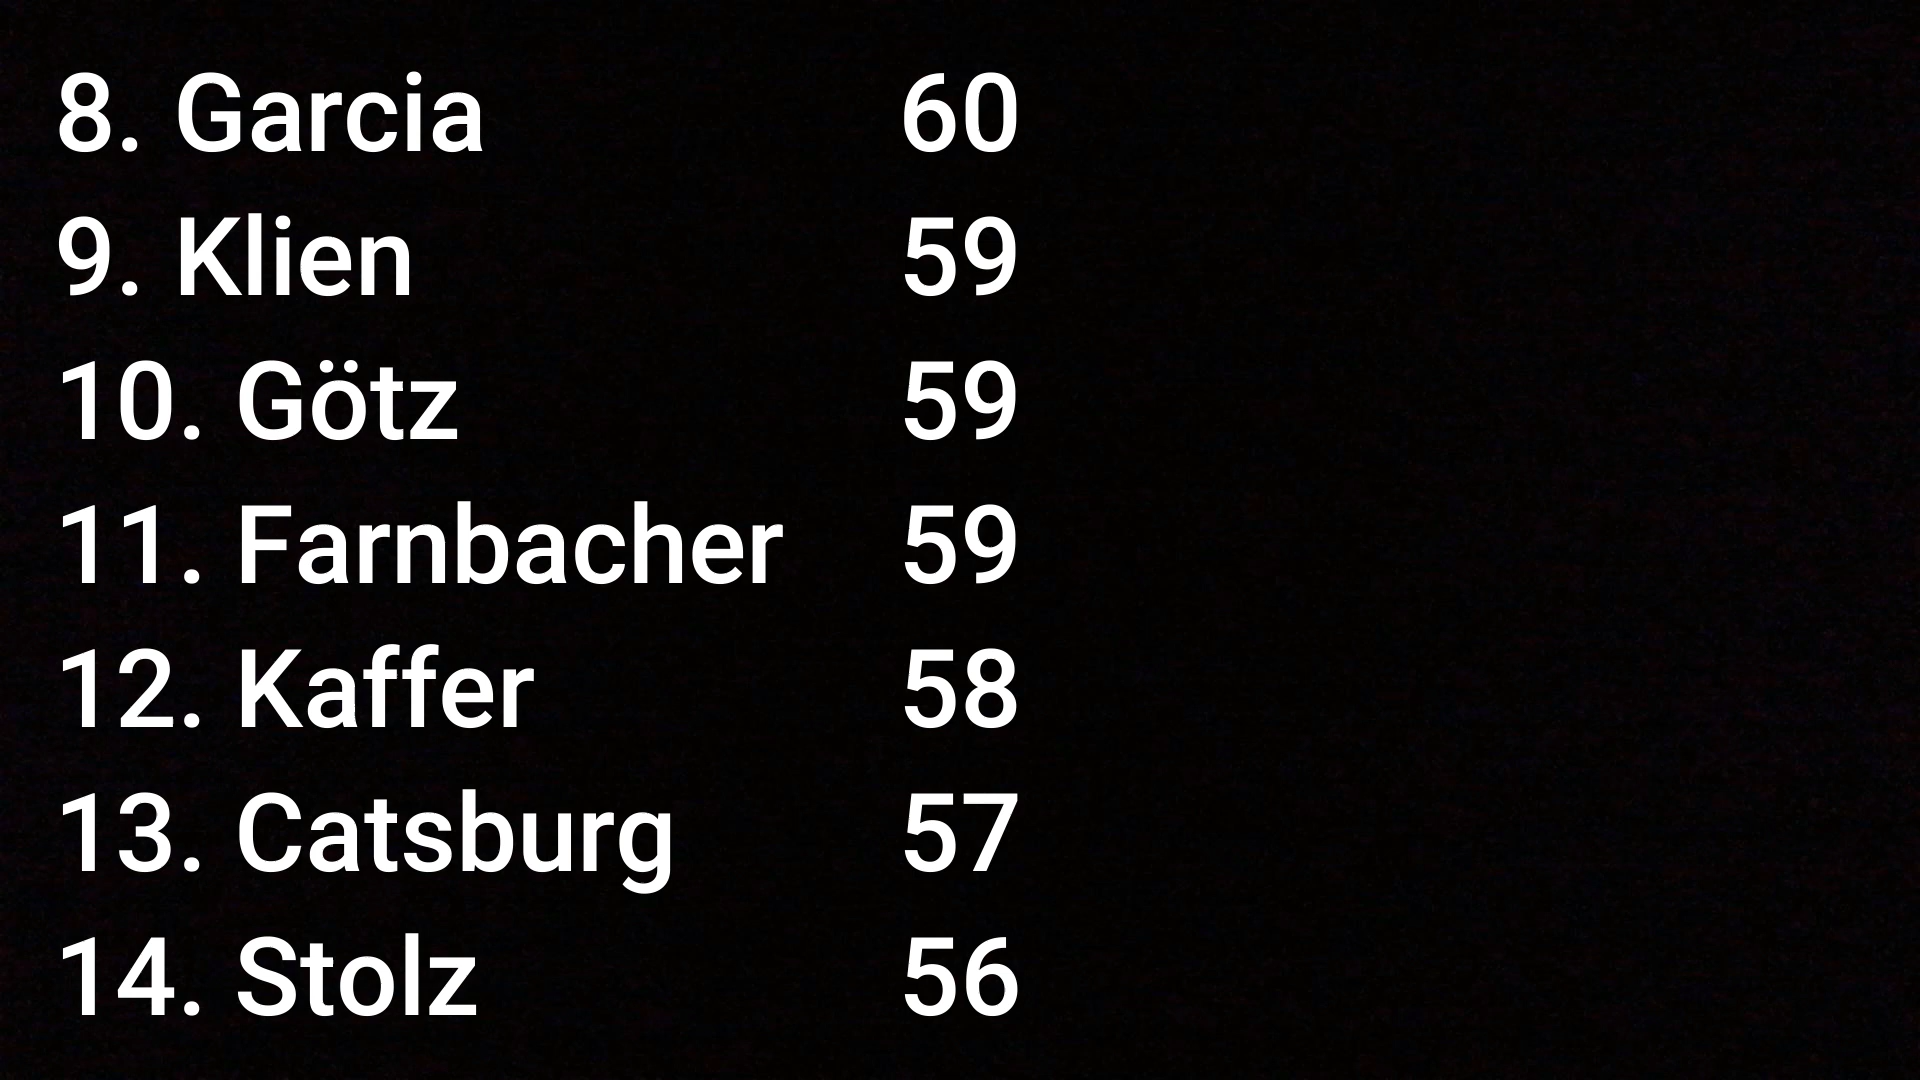 8. Garcia 60
9. Klien 59
10. Götz 59
11. Farnbacher 59
12. Kaffer 58
13. Catsburg 57
14. Stolz 56